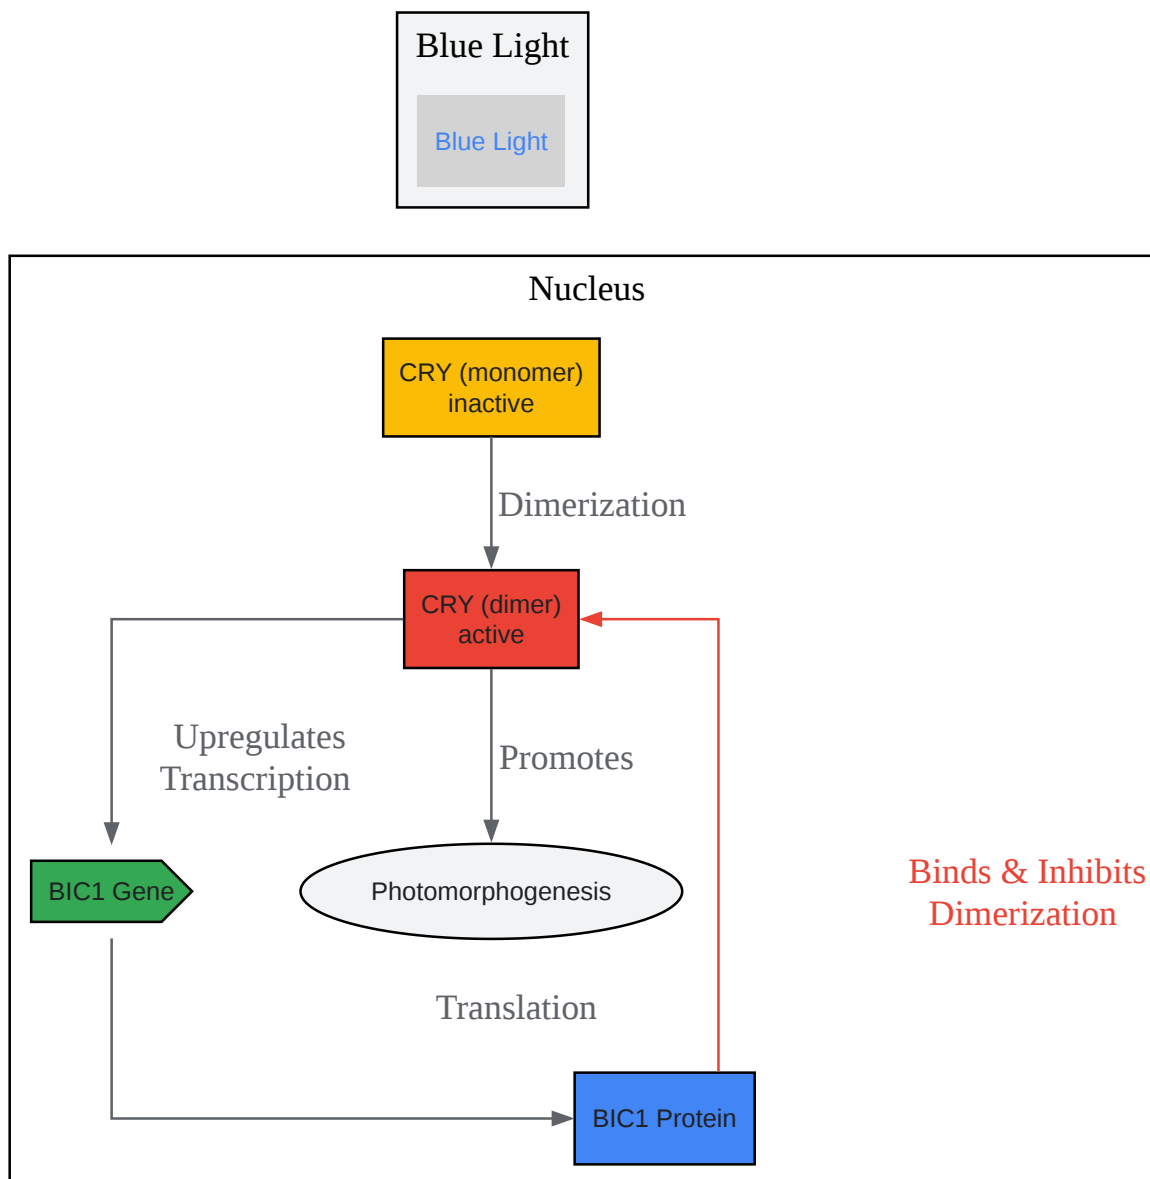 Blue Light
Blue Light
Nucleus
CRY (monomer)
inactive
Dimerization
CRY (dimer)
active
Upregulates
Transcription
Promotes
BIC1 Gene
Photomorphogenesis
Binds & Inhibits
Dimerization
Translation
BIC1 Protein